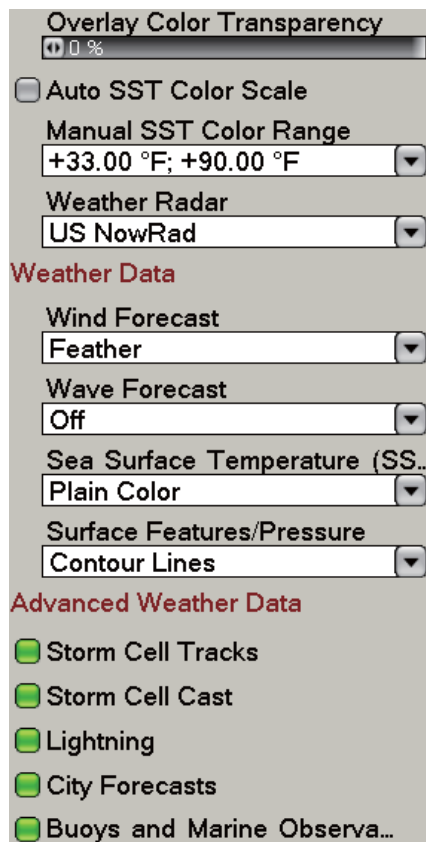 Overlay Color Transparency
0 %
Auto SST Color Scale
Manual SST Color Range
+33.00 °F; +90.00 °F
Weather Radar
US NowRad
Weather Data
Wind Forecast
Feather
Wave Forecast
Off
Sea Surface Temperature (SS..
Plain Color
Surface Features/Pressure
Contour Lines
Advanced Weather Data
Storm Cell Tracks
Storm Cell Cast
Lightning
City Forecasts
Buoys and Marine Observa...